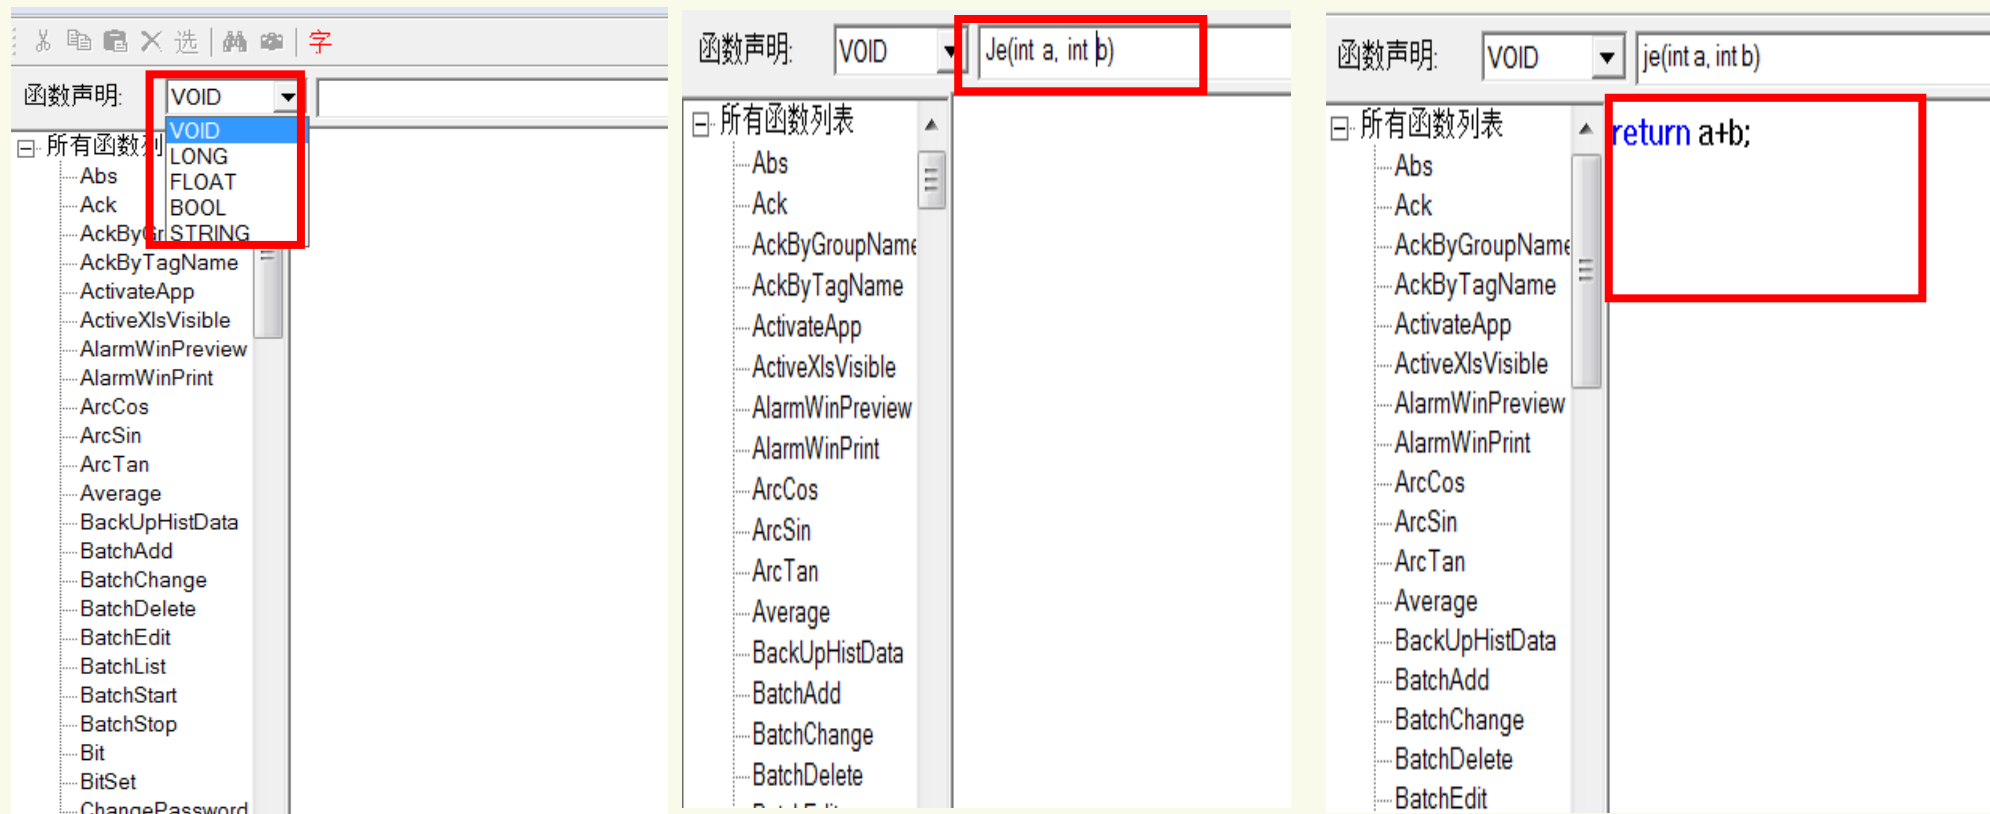 选 字
函数声明: VOID
VOID
LONG
FLOAT
BOOL
STRING
所有函数列
Abs
Ack
AckByGr
AckByTagName
ActivateApp
ActiveXlsVisible
AlarmWinPreview
AlarmWinPrint
ArcCos
ArcSin
ArcTan
Average
BackUpHistData
BatchAdd
BatchChange
BatchDelete
BatchEdit
BatchList
BatchStart
BatchStop
Bit
BitSet
ChangePassword
函数声明: VOID Je(int a, int b)
所有函数列表
Abs
Ack
AckByGroupName
AckByTagName
ActivateApp
ActiveXlsVisible
AlarmWinPreview
AlarmWinPrint
ArcCos
ArcSin
ArcTan
Average
BackUpHistData
BatchAdd
BatchChange
BatchDelete
函数声明: VOID je(int a, int b)
所有函数列表
Abs
Ack
AckByGroupName
AckByTagName
ActivateApp
ActiveXlsVisible
AlarmWinPreview
AlarmWinPrint
ArcCos
ArcSin
ArcTan
Average
BackUpHistData
BatchAdd
BatchChange
BatchDelete
BatchEdit
return a+b;